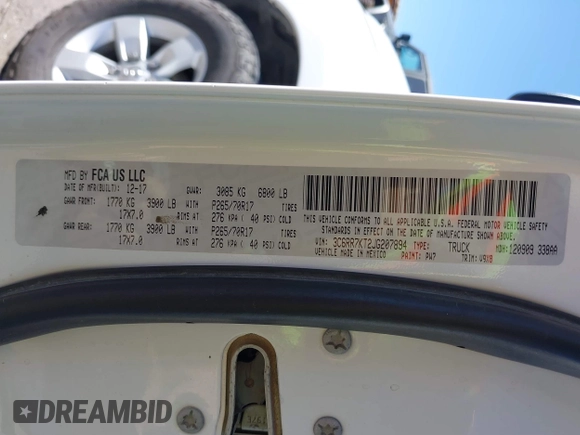 MFD BY FCA US LLC
DATE OF MFR(BUILT): 12-17 GVWR: 3085 KG 6800 LB
GAWR FRONT: 1770 KG 3900 LB WITH P265/70R17 TIRES
17X7.0 RIMS AT 276 KPA ( 40 PSI) COLD
GAWR REAR: 1770 KG 3900 LB WITH P265/70R17 TIRES
17X7.0 RIMS AT 276 KPA ( 40 PSI) COLD
THIS VEHICLE CONFORMS TO ALL APPLICABLE U.S.A. FEDERAL MOTOR VEHICLE SAFETY
STANDARDS IN EFFECT ON THE DATE OF MANUFACTURE SHOWN ABOVE.
VIN: 3C6RR7KT2JG207894 TYPE: TRUCK MDH: 120909 338AA
VEHICLE MADE IN MEXICO PAINT: PW7 TRIM:
DREAMBID